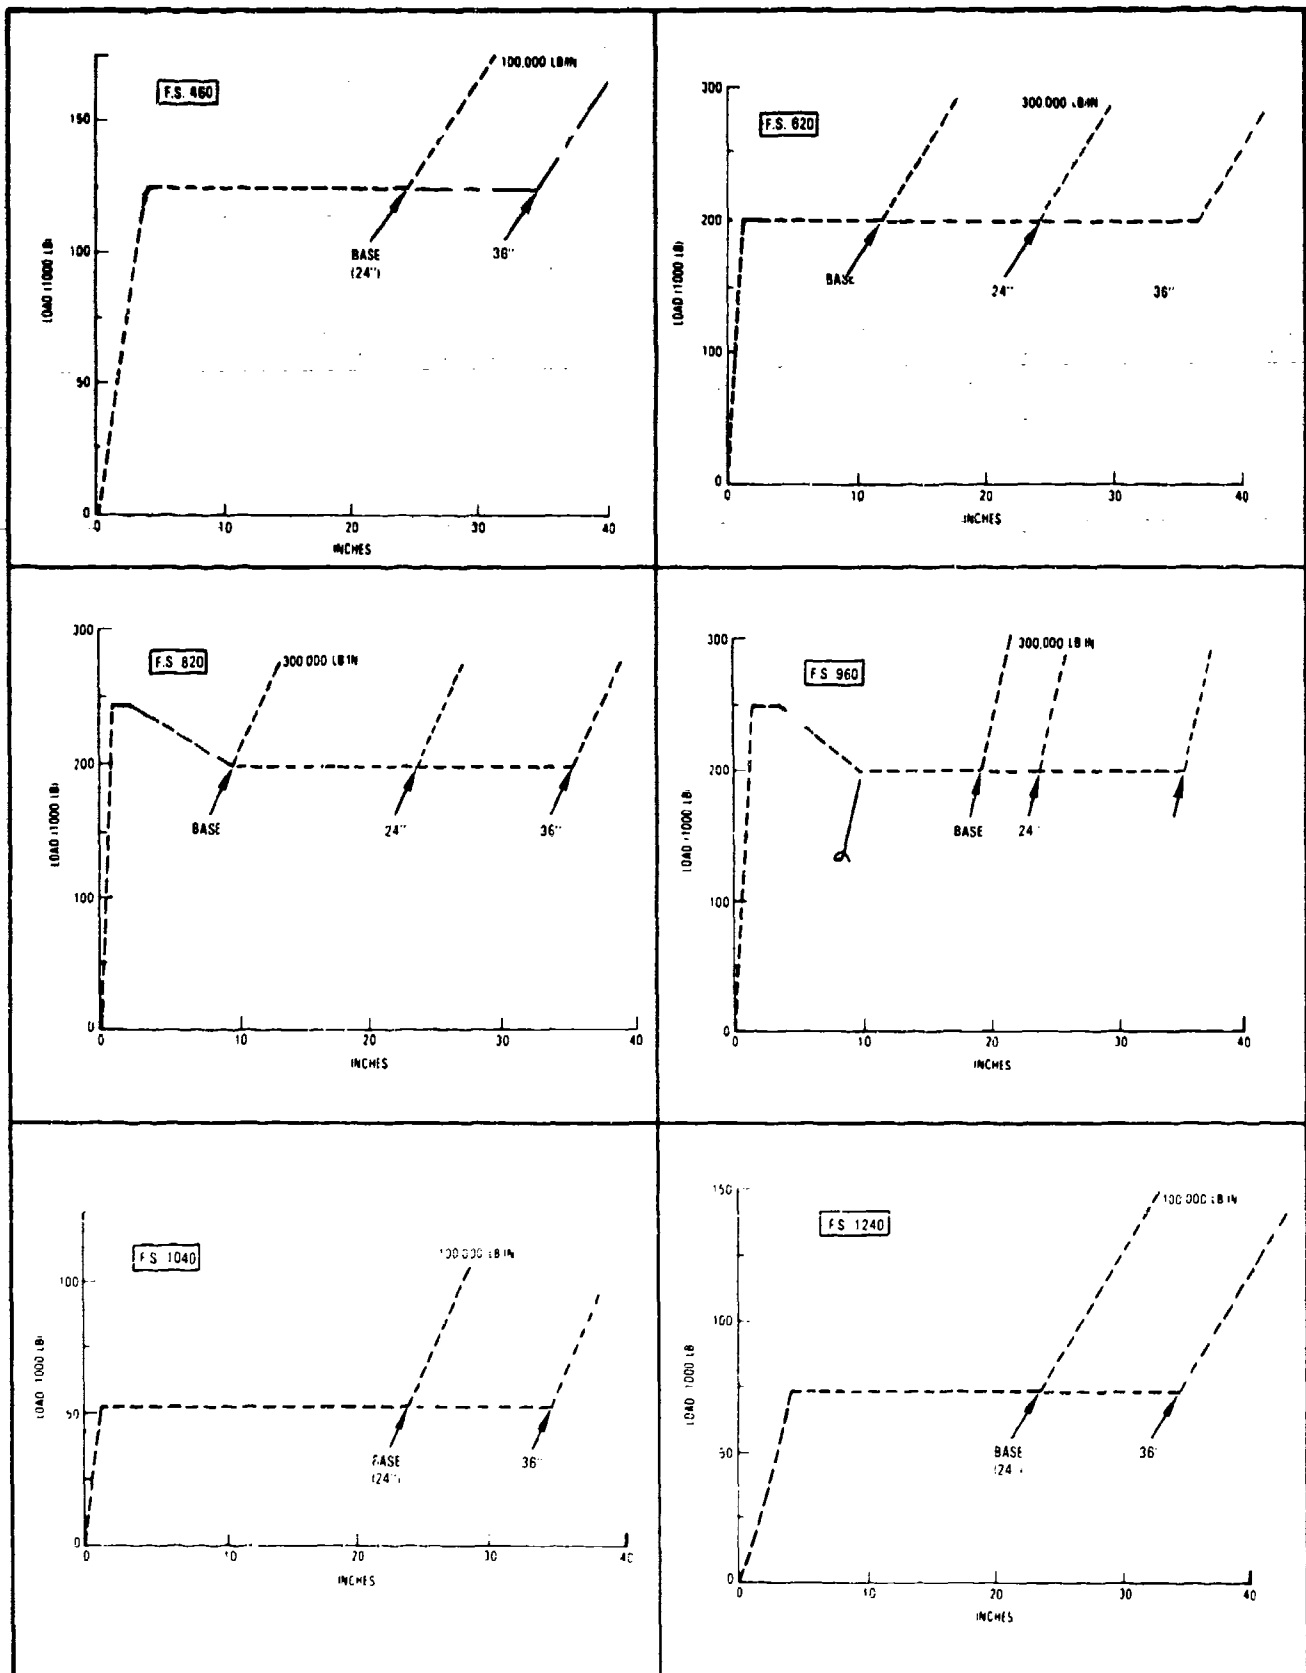 F.S. 460
100,000 LB/IN
150
100
50
0
LOAD (1000 LB)
BASE
(24")
36"
0 10 20 30 40
INCHES
F.S. 620
300,000 LB/IN
300
200
100
0
LOAD (1000 LB)
BASE
24"
36"
0 10 20 30 40
INCHES
F.S. 820
300,000 LB IN
300
200
100
0
LOAD (1000 LB)
BASE
24"
36"
0 10 20 30 40
INCHES
F S 960
300,000 LB IN
300
200
100
0
LOAD (1000 LB)
BASE
24"
0 10 20 30 40
INCHES
F S 1040
100 000 LB IN
100
50
0
LOAD 1000 LB
BASE
(24")
36"
0 10 20 30 40
INCHES
F S 1240
100,000 LB IN
150
100
50
0
LOAD 1000 LB
BASE
(24")
36"
0 10 20 30 40
INCHES